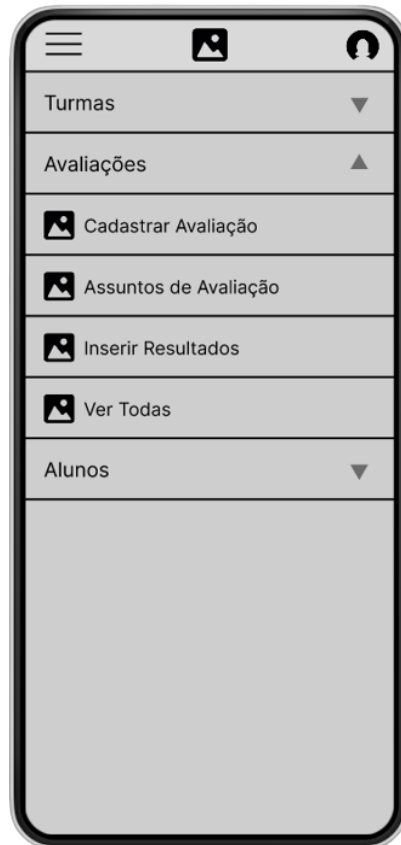 Turmas
Avaliações
Cadastrar Avaliação
Assuntos de Avaliação
Inserir Resultados
Ver Todas
Alunos